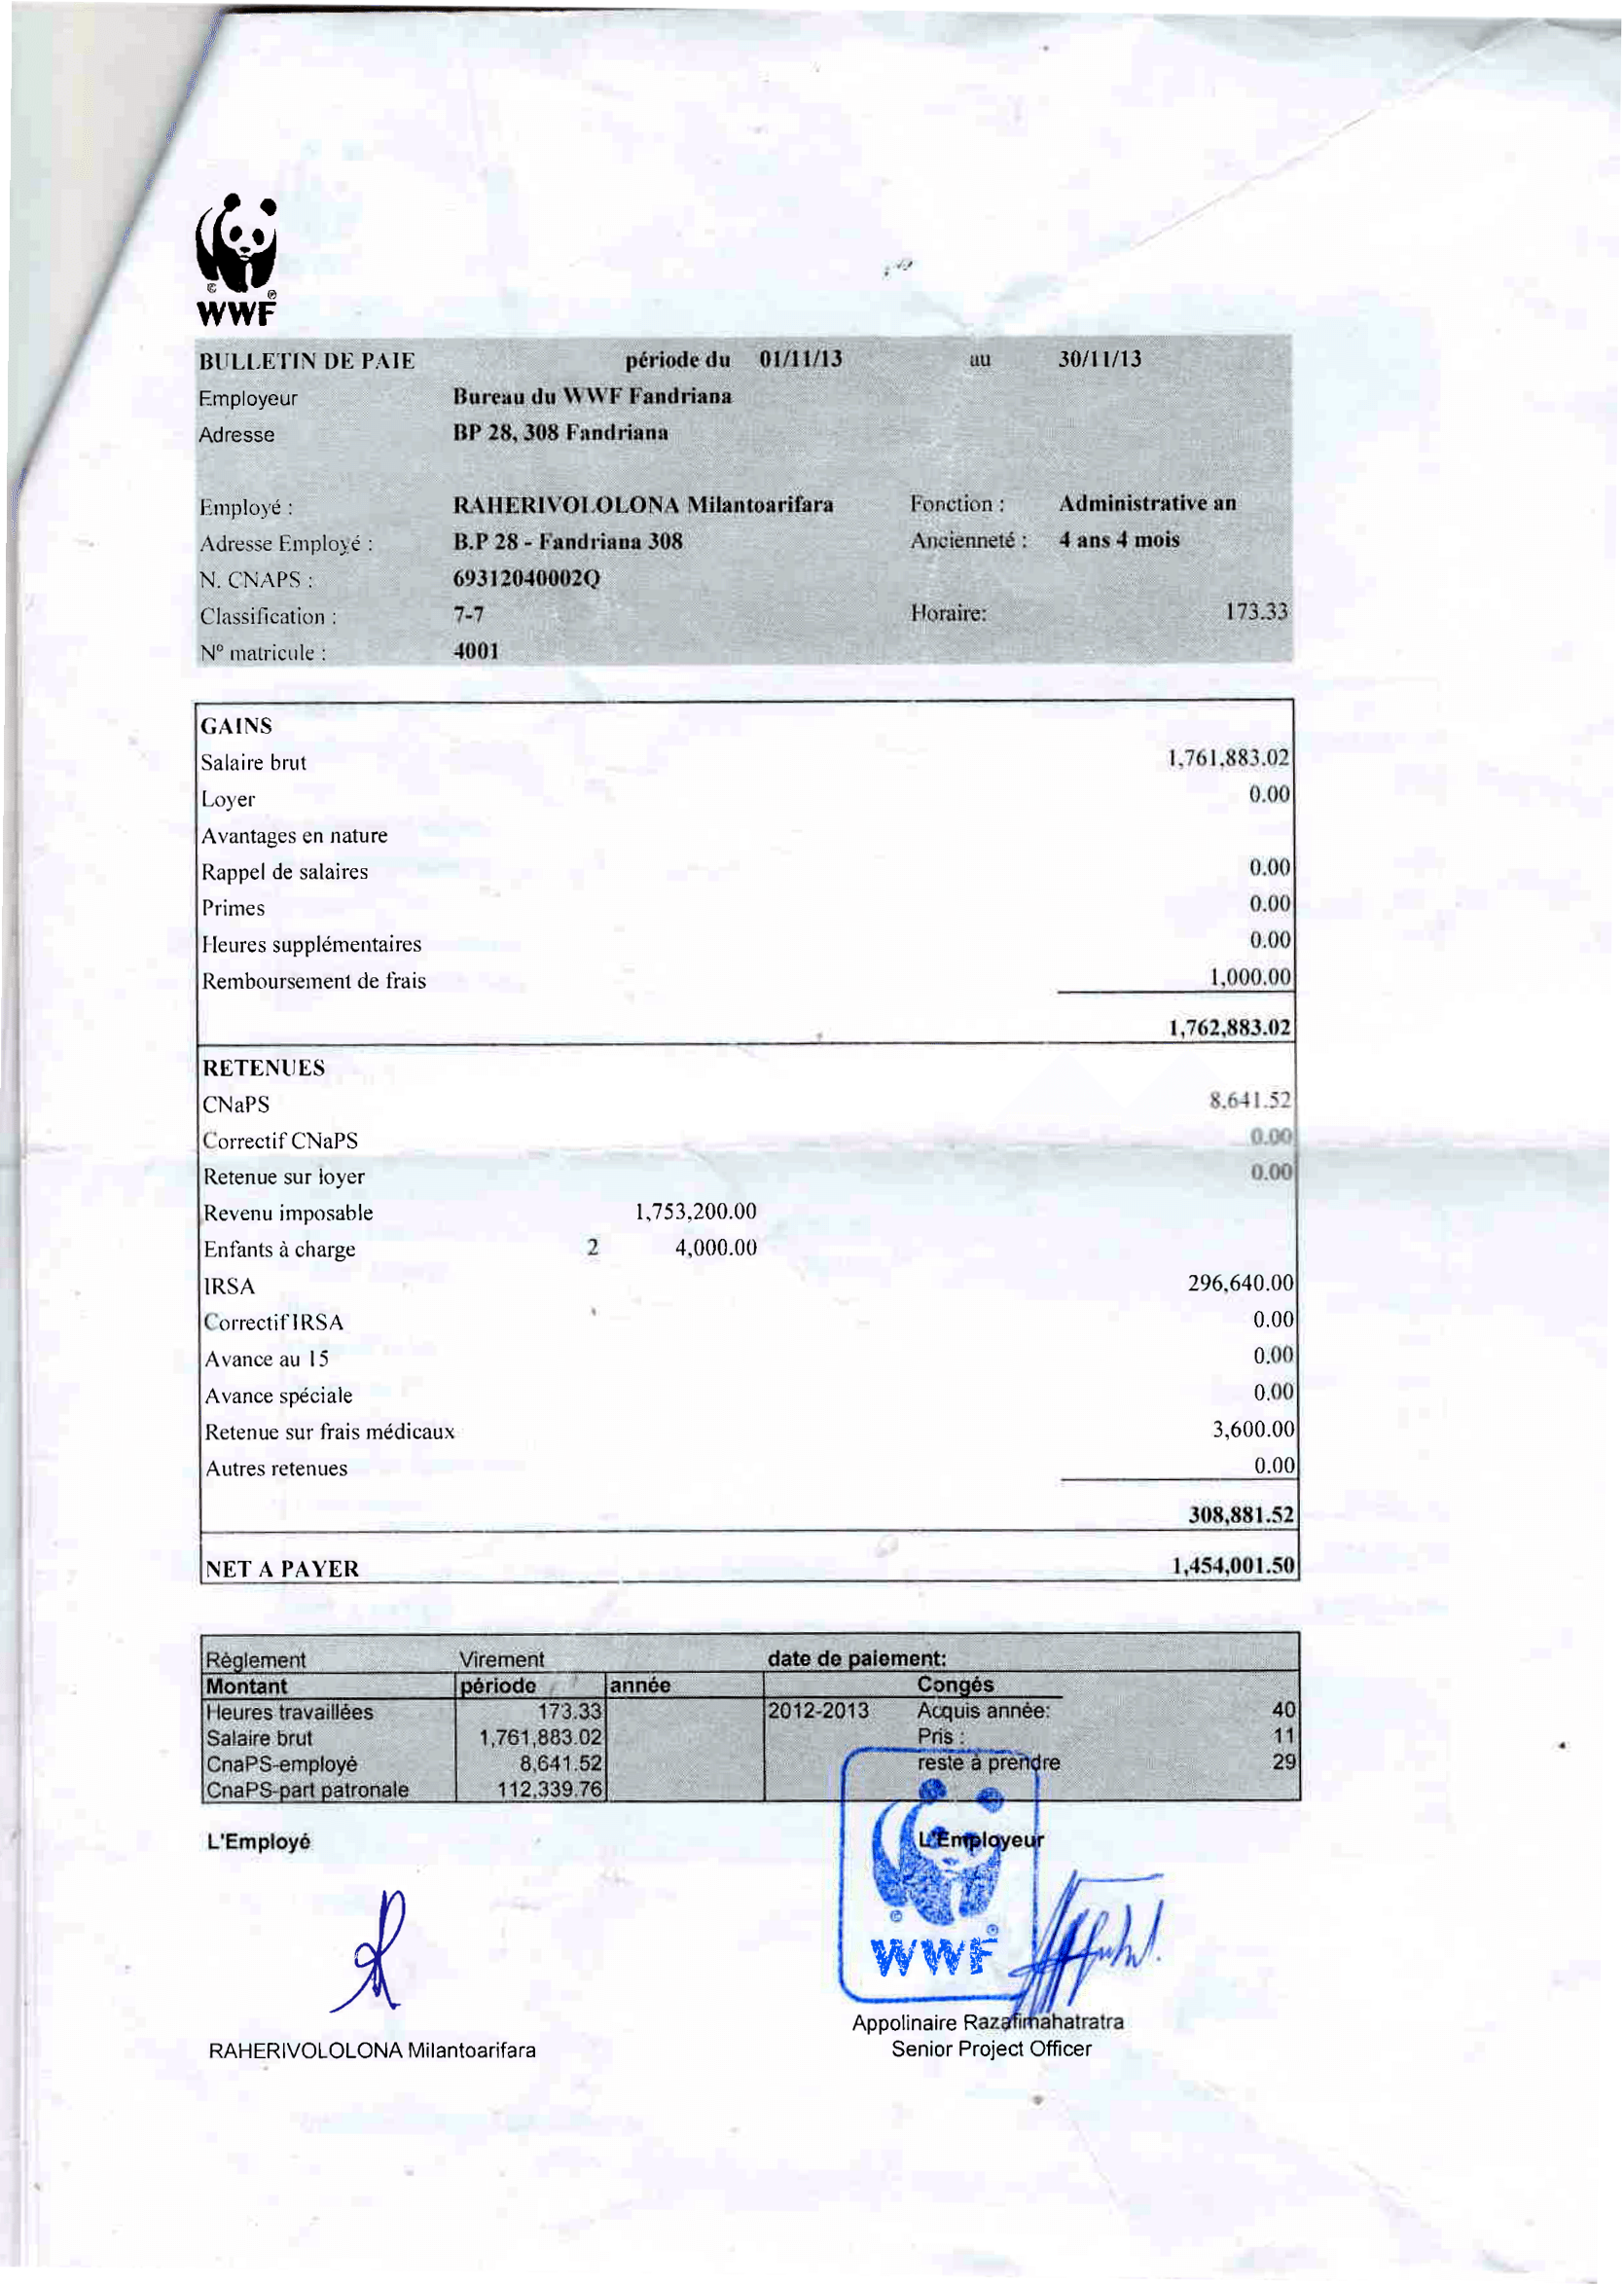 WWF
BULLETIN DE PAIE période du 01/11/13 au 30/11/13
Employeur Bureau du WWF Fandriana
Adresse BP 28, 308 Fandriana
Employé : RAHERIVOLOLONA Milantoarifara Fonction : Administrative an
Adresse Employé : B.P 28 - Fandriana 308 Ancienneté : 4 ans 4 mois
N. CNAPS : 69312040002Q
Classification : 7-7 Horaire: 173.33
N° matricule : 4001
GAINS
Salaire brut 1,761,883.02
Loyer 0.00
Avantages en nature
Rappel de salaires 0.00
Primes 0.00
Heures supplémentaires 0.00
Remboursement de frais 1,000.00
1,762,883.02
RETENUES
CNaPS 8,641.52
Correctif CNaPS 0.00
Retenue sur loyer 0.00
Revenu imposable 1,753,200.00
Enfants à charge 2 4,000.00
IRSA 296,640.00
Correctif IRSA 0.00
Avance au 15 0.00
Avance spéciale 0.00
Retenue sur frais médicaux 3,600.00
Autres retenues 0.00
308,881.52
NET A PAYER 1,454,001.50
Règlement Virement date de paiement:
Montant période année Congés
Heures travaillées 173.33 2012-2013 Acquis année: 40
Salaire brut 1,761,883.02 Pris : 11
CnaPS-employé 8,641.52 reste à prendre 29
CnaPS-part patronale 112,339.76
L'Employé L'Employeur
WWF
Appolinaire Razafimahatratra
RAHERIVOLOLONA Milantoarifara Senior Project Officer